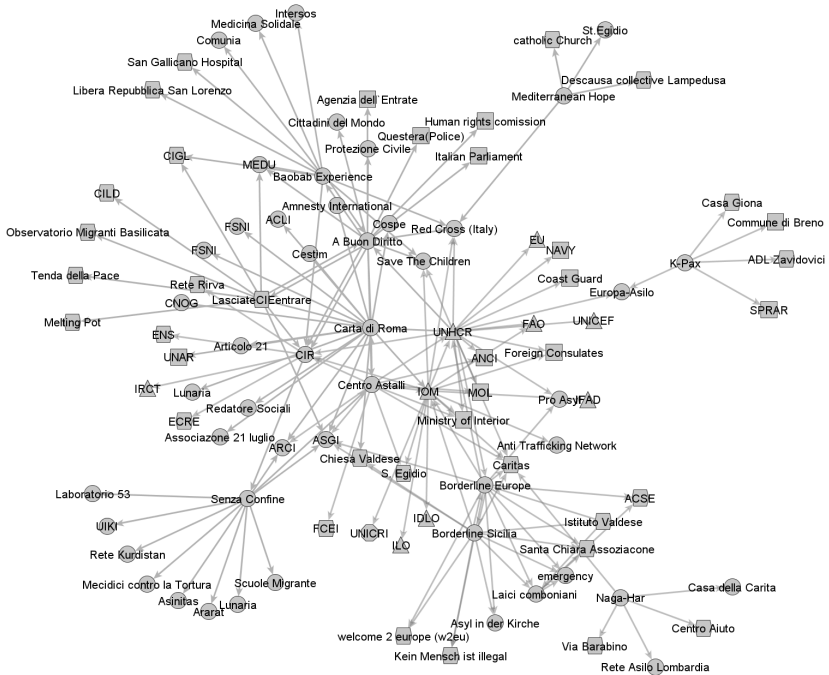 Intersos
Medicina Solidale
St.Egidio
Comunia
catholic Church
San Gallicano Hospital
Descausa collective Lampedusa
Libera Repubblica San Lorenzo
Mediterranean Hope
Agenzia dell`Entrate
Cittadini del Mondo
Human rights comission
Questera(Police)
Protezione Civile
CIGL
MEDU
Italian Parliament
Baobab Experience
CILD
Amnesty International
Casa Giona
ACLI
FSNI
Cospe
Red Cross (Italy)
Commune di Breno
Observatorio Migranti Basilicata
A Buon Diritto
EU
NAVY
FSNI
Cestim
Save The Children
K-Pax
ADL Zavidovici
Tenda della Pace
Rete Rirva
Coast Guard
LasciateCIEentrare
CNOG
Europa-Asilo
SPRAR
Melting Pot
Carta di Roma
UNHCR
FAO
UNICEF
ENS
Articolo 21
UNAR
CIR
ANCI
Foreign Consulates
IRCT
Lunaria
Centro Astalli
IOM
MOL
Pro Asyl
IFAD
Redatore Sociali
ECRE
Ministry of Interior
Associazone 21 luglio
ARCI
ASGI
Anti Trafficking Network
Chiesa Valdese
Caritas
S. Egidio
Laboratorio 53
Senza Confine
Borderline Europe
ACSE
UIKI
FCEI
UNICRI
IDLO
Istituto Valdese
Borderline Sicilia
ILO
Santa Chiara Assoziacone
Rete Kurdistan
emergency
Mecidici contro la Tortura
Scuole Migrante
Laici comboniani
Naga-Har
Casa della Carita
Asinitas
Ararat
Lunaria
Asyl in der Kirche
Centro Aiuto
welcome 2 europe (w2eu)
Via Barabino
Kein Mensch ist illegal
Rete Asilo Lombardia